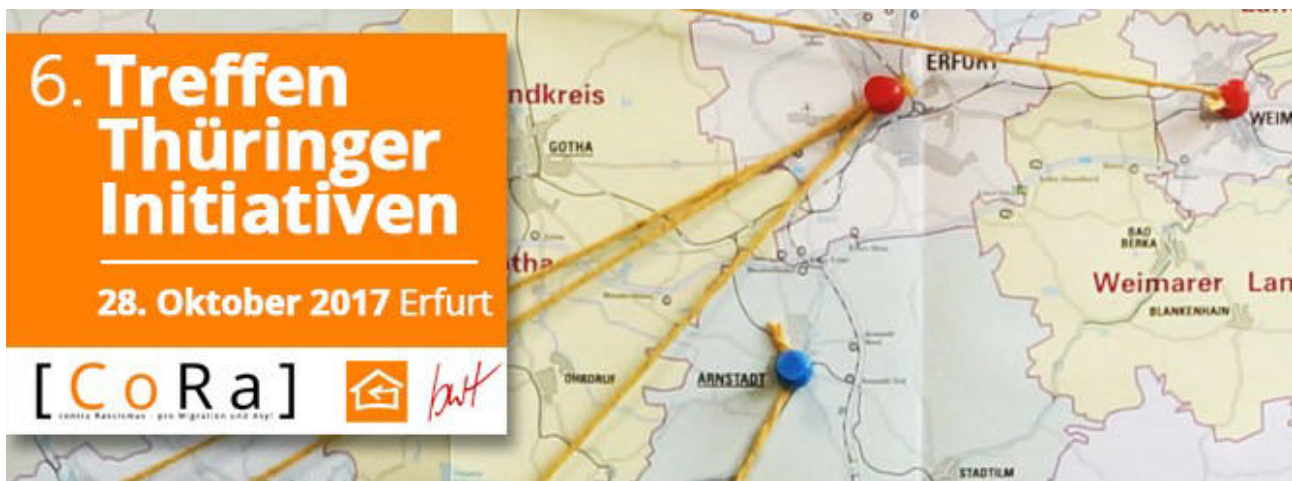 6. Treffen
Thüringer
Initiativen
28. Oktober 2017 Erfurt
[CoRa]
contra Rassismus - pro Migration und Asyl
ndkreis
GOTHA
ERFURT
WEIM
BAD
BERKA
Weimarer Lan
BLANKENHAIN
tha
OHRDRUF
ARNSTADT
STADTILM